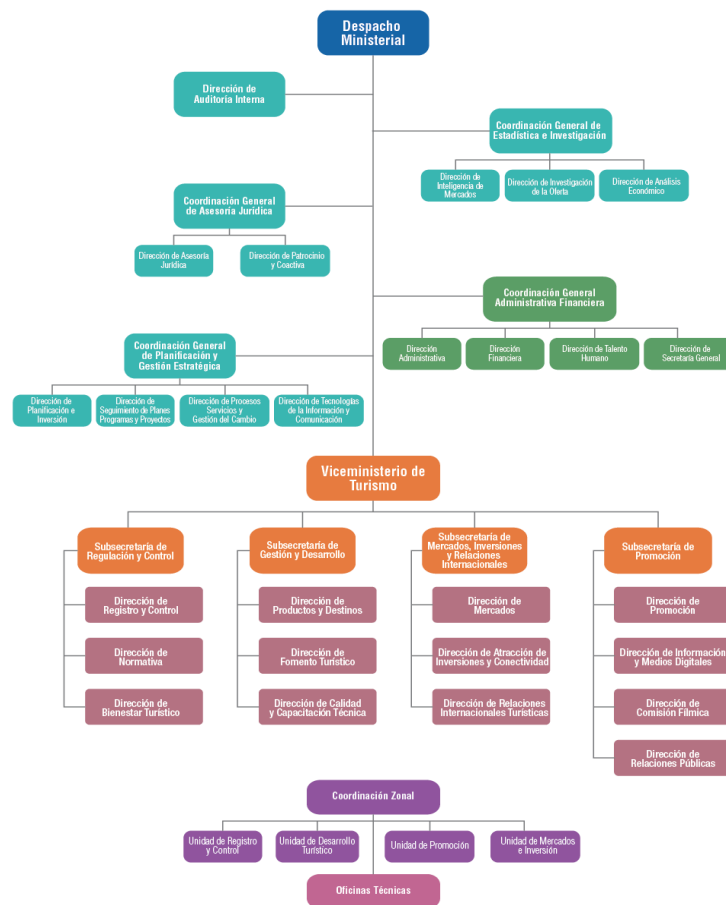 Despacho
Ministerial
Dirección de
Auditoría Interna
Coordinación General de
Estadística e Investigación
Dirección de
Inteligencia de
Mercados
Dirección de Investigación
de la Oferta
Dirección de Análisis
Económico
Coordinación General
de Asesoría Jurídica
Dirección de Asesoría
Jurídica
Dirección de Patrocinio
y Coactiva
Coordinación General
Administrativa Financiera
Dirección
Administrativa
Dirección
Financiera
Dirección de Talento
Humano
Dirección de
Secretaría General
Coordinación General
de Planificación y
Gestión Estratégica
Dirección de
Planificación e
Inversión
Dirección de
Seguimiento de Planes
Programas y Proyectos
Dirección de Procesos
Servicios y
Gestión del Cambio
Dirección de Tecnologías
de la Información y
Comunicación
Viceministerio de
Turismo
Subsecretaría de
Regulación y Control
Dirección de
Registro y Control
Dirección de
Normativa
Dirección de
Bienestar Turístico
Subsecretaría de
Gestión y Desarrollo
Dirección de
Productos y Destinos
Dirección de
Fomento Turístico
Dirección de Calidad
y Capacitación Técnica
Subsecretaría de
Mercados, Inversiones
y Relaciones
Internacionales
Dirección de
Mercados
Dirección de Atracción de
Inversiones y Conectividad
Dirección de Relaciones
Internacionales Turísticas
Subsecretaría de
Promoción
Dirección de
Promoción
Dirección de Información
y Medios Digitales
Dirección de
Comisión Fílmica
Dirección de
Relaciones Públicas
Coordinación Zonal
Unidad de Registro
y Control
Unidad de Desarrollo
Turístico
Unidad de Promoción
Unidad de Mercados
e Inversión
Oficinas Técnicas